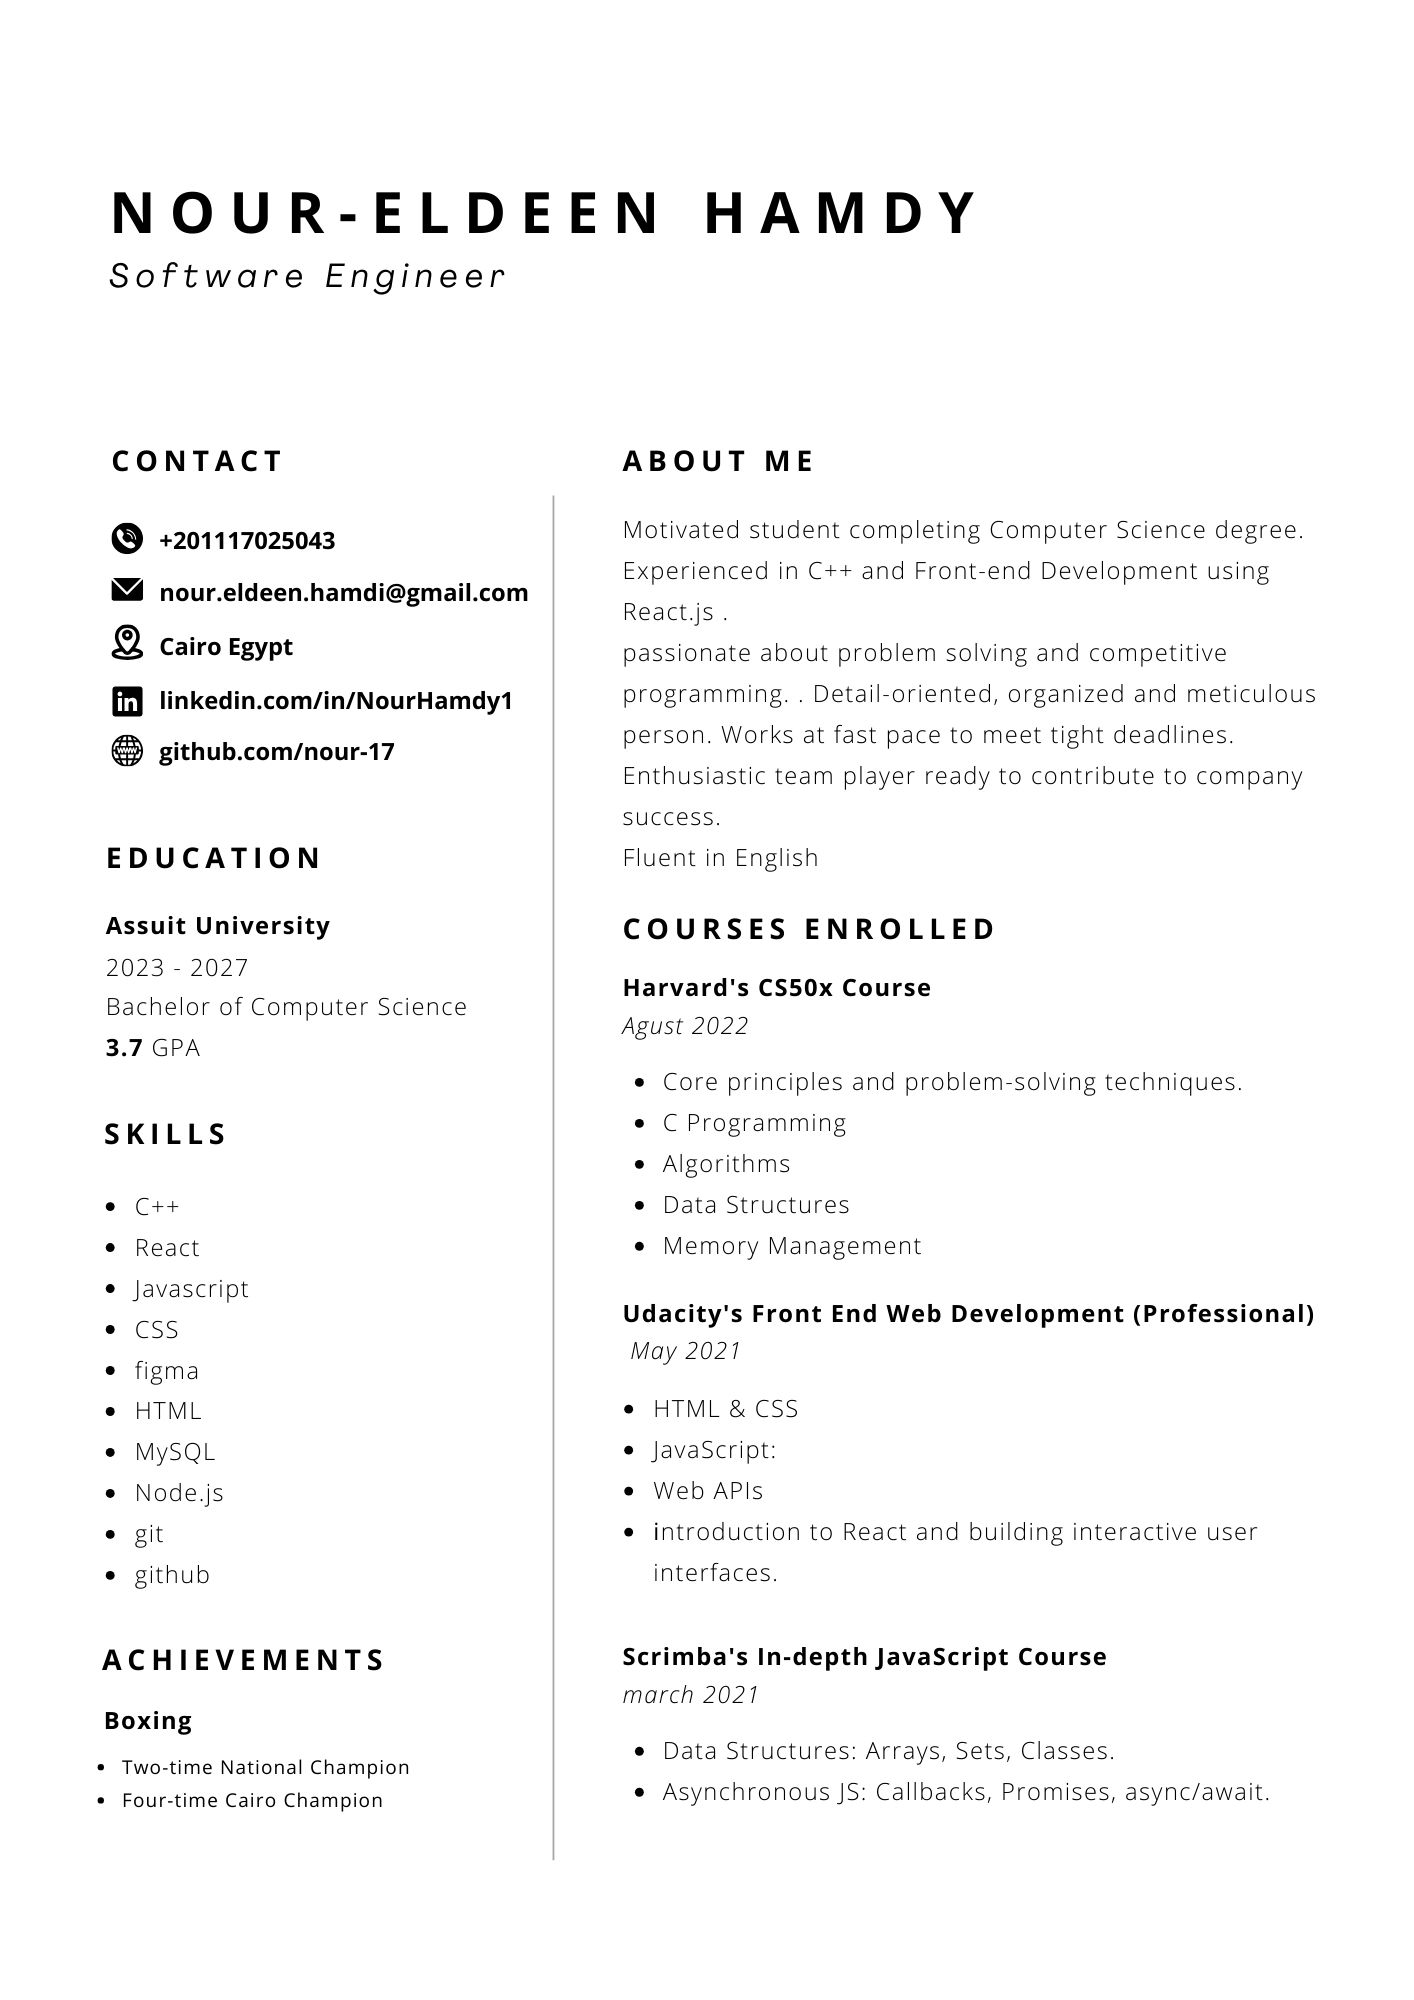 NOUR-ELDEEN HAMDY
Software Engineer
CONTACT
+201117025043
nour.eldeen.hamdi@gmail.com
Cairo Egypt
linkedin.com/in/NourHamdy1
github.com/nour-17
EDUCATION
Assuit University
2023 - 2027
Bachelor of Computer Science
3.7 GPA
SKILLS
• C++
• React
• Javascript
• CSS
• figma
• HTML
• MySQL
• Node.js
• git
• github
ACHIEVEMENTS
Boxing
• Two-time National Champion
• Four-time Cairo Champion
ABOUT ME
Motivated student completing Computer Science degree.
Experienced in C++ and Front-end Development using
React.js .
passionate about problem solving and competitive
programming. . Detail-oriented, organized and meticulous
person. Works at fast pace to meet tight deadlines.
Enthusiastic team player ready to contribute to company
success.
Fluent in English
COURSES ENROLLED
Harvard's CS50x Course
Agust 2022
• Core principles and problem-solving techniques.
• C Programming
• Algorithms
• Data Structures
• Memory Management
Udacity's Front End Web Development (Professional)
May 2021
• HTML & CSS
• JavaScript:
• Web APIs
• introduction to React and building interactive user
interfaces.
Scrimba's In-depth JavaScript Course
march 2021
• Data Structures: Arrays, Sets, Classes.
• Asynchronous JS: Callbacks, Promises, async/await.